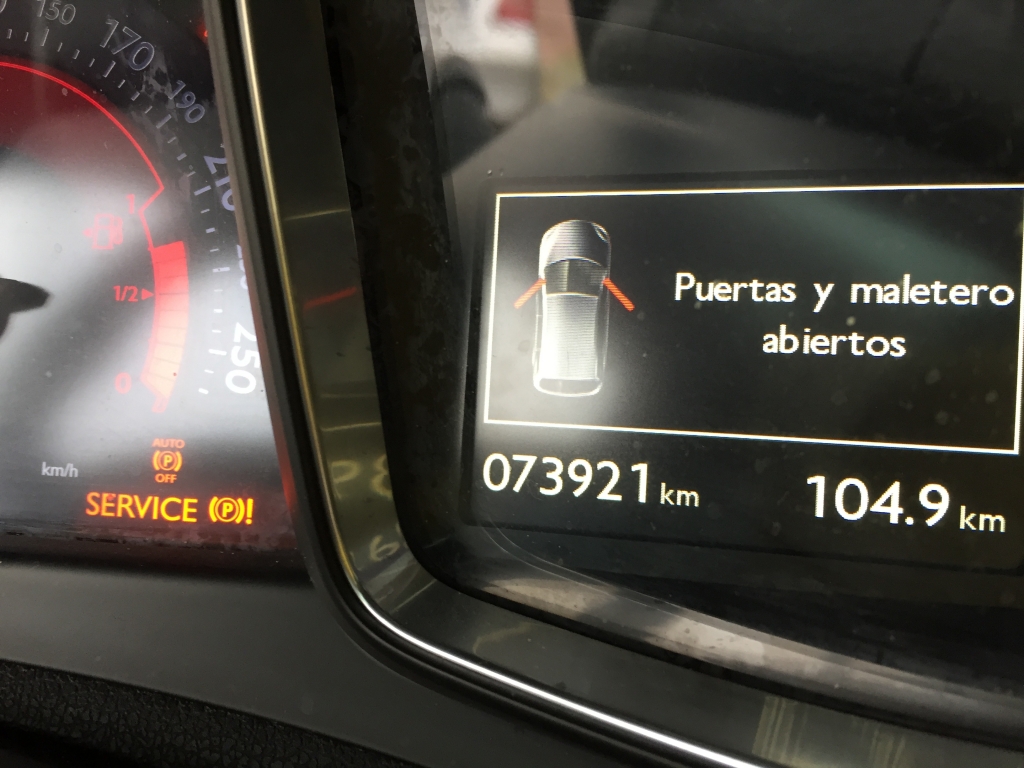 150
170
190
210
250
1
1/2
0
km/h
AUTO
(P)
OFF
SERVICE (P)!
Puertas y maletero
abiertos
073921 km
104.9 km